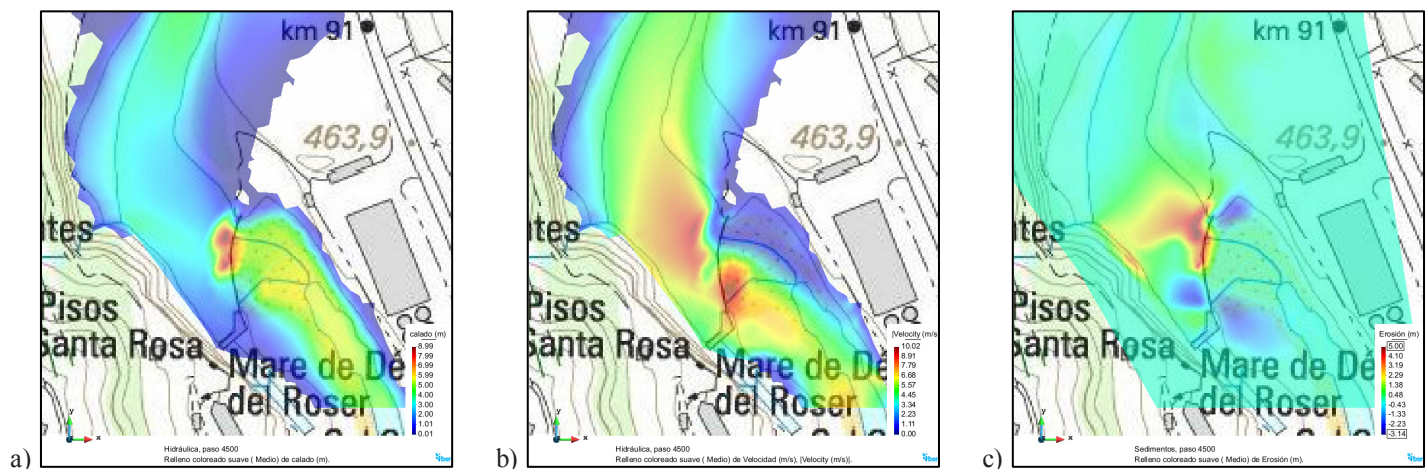 a)
km 91
463,9
ntes
Pisos
Santa Rosa
Mare de Dé
del Roser
calado (m)
8.99
7.99
6.99
5.99
4.99
4.00
3.00
2.00
1.00
0.01
y
x
Hidráulica, paso 4500
Relleno coloreado suave ( Medio) de calado (m).
iber
b)
km 91
463,9
ntes
Pisos
Santa Rosa
Mare de Dé
del Roser
|Velocity (m/s
10.02
8.91
7.79
6.68
5.57
4.45
3.34
2.23
1.11
0.00
y
x
Hidráulica, paso 4500
Relleno coloreado suave ( Medio) de Velocidad (m/s), |Velocity (m/s)|.
iber
c)
km 91
463,9
ntes
Pisos
Santa Rosa
Mare de Dé
del Roser
Erosión (m)
5.00
4.10
3.19
2.29
1.38
0.48
-0.43
-1.33
-2.23
-3.14
y
x
Sedimentos, paso 4500
Relleno coloreado suave ( Medio) de Erosión (m).
iber